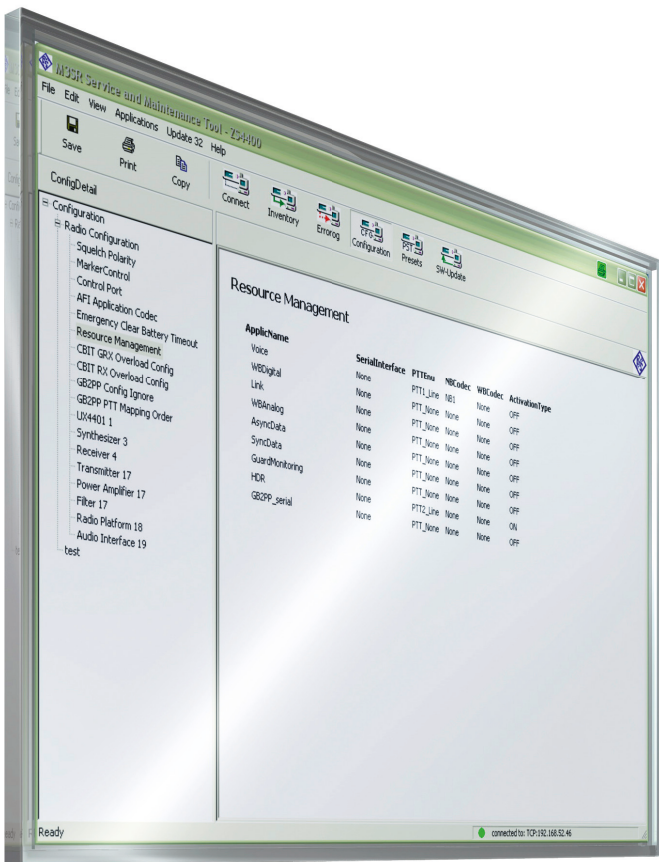 M3SR Service and Maintenance Tool - ZS4400
File Edit View Applications Update 32 Help
Save Print Copy Connect Inventory Errorog Configuration Presets SW-Update
ConfigDetail
Configuration
Radio Configuration
Squelch Polarity
MarkerControl
Control Port
AFI Application Codec
Emergency Clear Battery Timeout
Resource Management
CBIT GRX Overload Config
CBIT RX Overload Config
GB2PP Config Ignore
GB2PP PTT Mapping Order
UX4401 1
Synthesizer 3
Receiver 4
Transmitter 17
Power Amplifier 17
Filter 17
Radio Platform 18
Audio Interface 19
test
Resource Management
ApplicName SerialInterface PTTEnu NBCodec WBCodec ActivationType
Voice None PTT1_Line NB1 None OFF
WBDigital None PTT_None None None OFF
Link None PTT_None None None OFF
WBAnalog None PTT_None None None OFF
AsyncData None PTT_None None None OFF
SyncData None PTT_None None None OFF
GuardMonitoring None PTT_None None None OFF
HDR None PTT2_Line None None ON
GB2PP_serial None PTT_None None None OFF
Ready
connected to: TCP:192.168.52.46